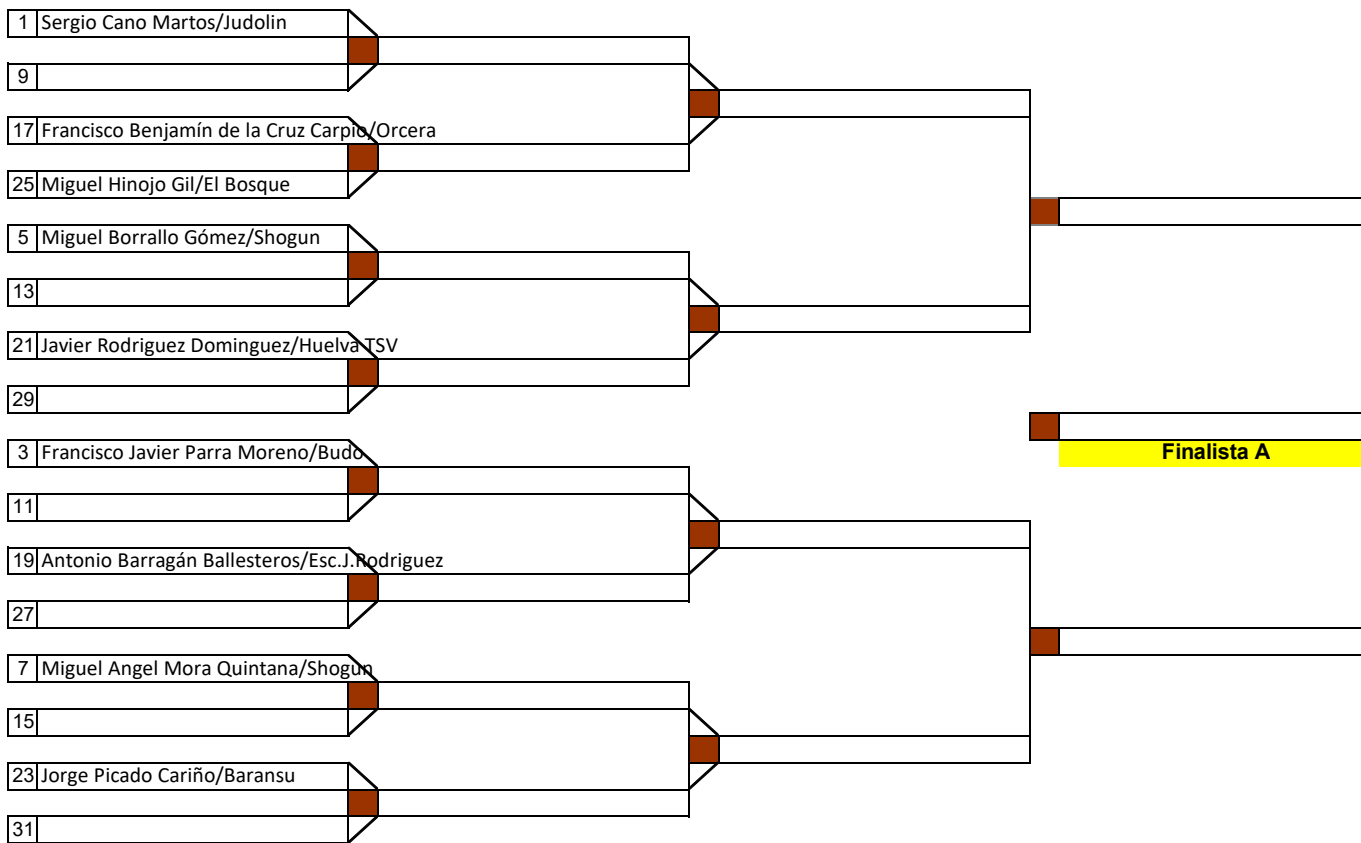 1 Sergio Cano Martos/Judolin
9
17 Francisco Benjamín de la Cruz Carpio/Orcera
25 Miguel Hinojo Gil/El Bosque
5 Miguel Borrallo Gómez/Shogun
13
21 Javier Rodriguez Dominguez/Huelva TSV
29
3 Francisco Javier Parra Moreno/Budo
Finalista A
11
19 Antonio Barragán Ballesteros/Esc.J.Rodriguez
27
7 Miguel Angel Mora Quintana/Shogun
15
23 Jorge Picado Cariño/Baransu
31